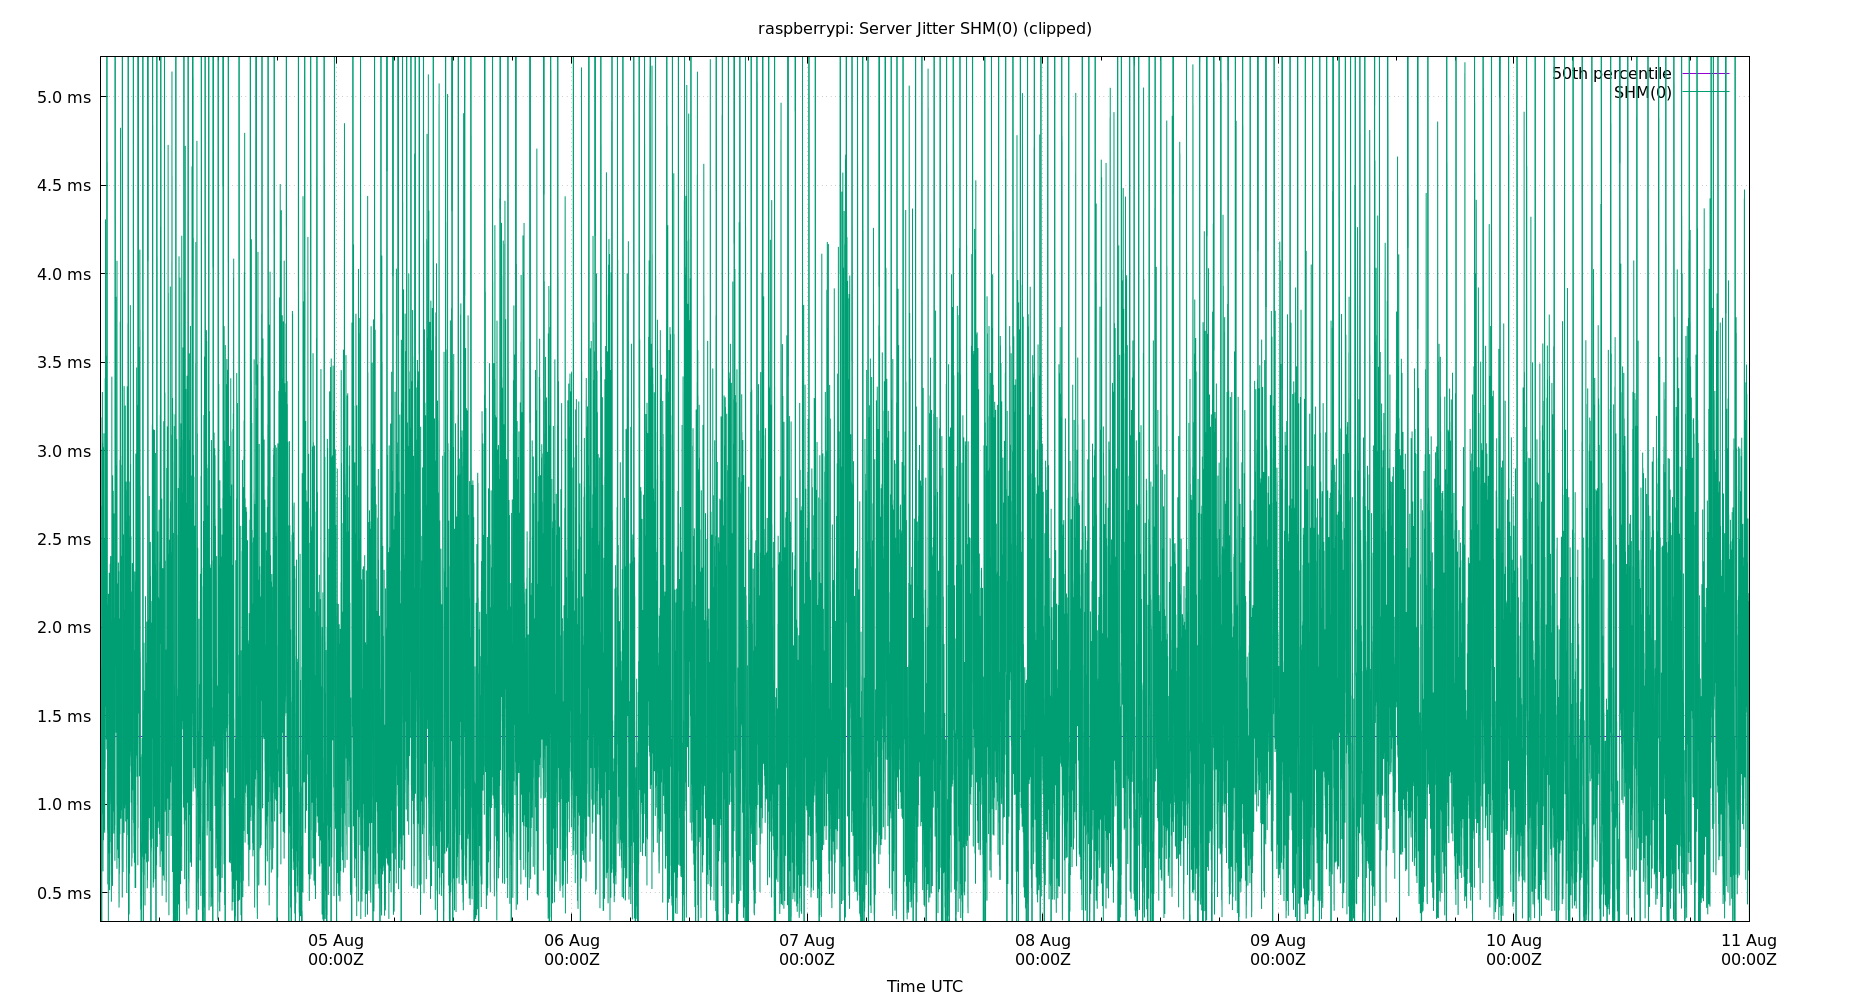 raspberrypi: Server Jitter SHM(0) (clipped)
50th percentile
SHM(0)
5.0 ms
4.5 ms
4.0 ms
3.5 ms
3.0 ms
2.5 ms
2.0 ms
1.5 ms
1.0 ms
0.5 ms
05 Aug 06 Aug 07 Aug 08 Aug 09 Aug 10 Aug 11 Aug
00:00Z 00:00Z 00:00Z 00:00Z 00:00Z 00:00Z 00:00Z
Time UTC